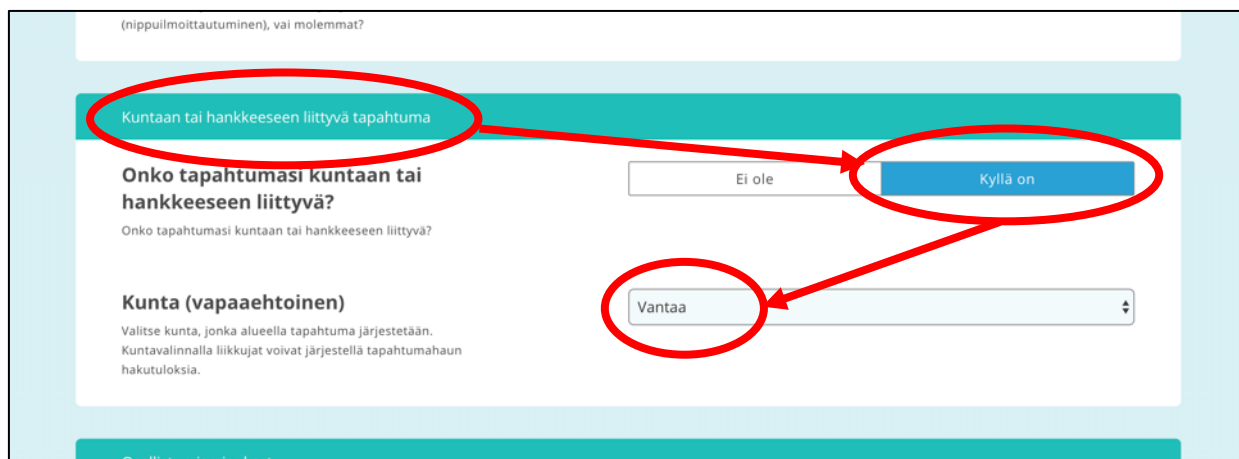 (nippuilmoittautuminen), vai molemmat?
Kuntaan tai hankkeeseen liittyvä tapahtuma
Onko tapahtumasi kuntaan tai
hankkeeseen liittyvä?
Onko tapahtumasi kuntaan tai hankkeeseen liittyvä?
Ei ole
Kyllä on
Kunta (vapaaehtoinen)
Valitse kunta, jonka alueella tapahtuma järjestetään.
Kuntavalinnalla liikkujat voivat järjestellä tapahtumahaun
hakutuloksia.
Vantaa